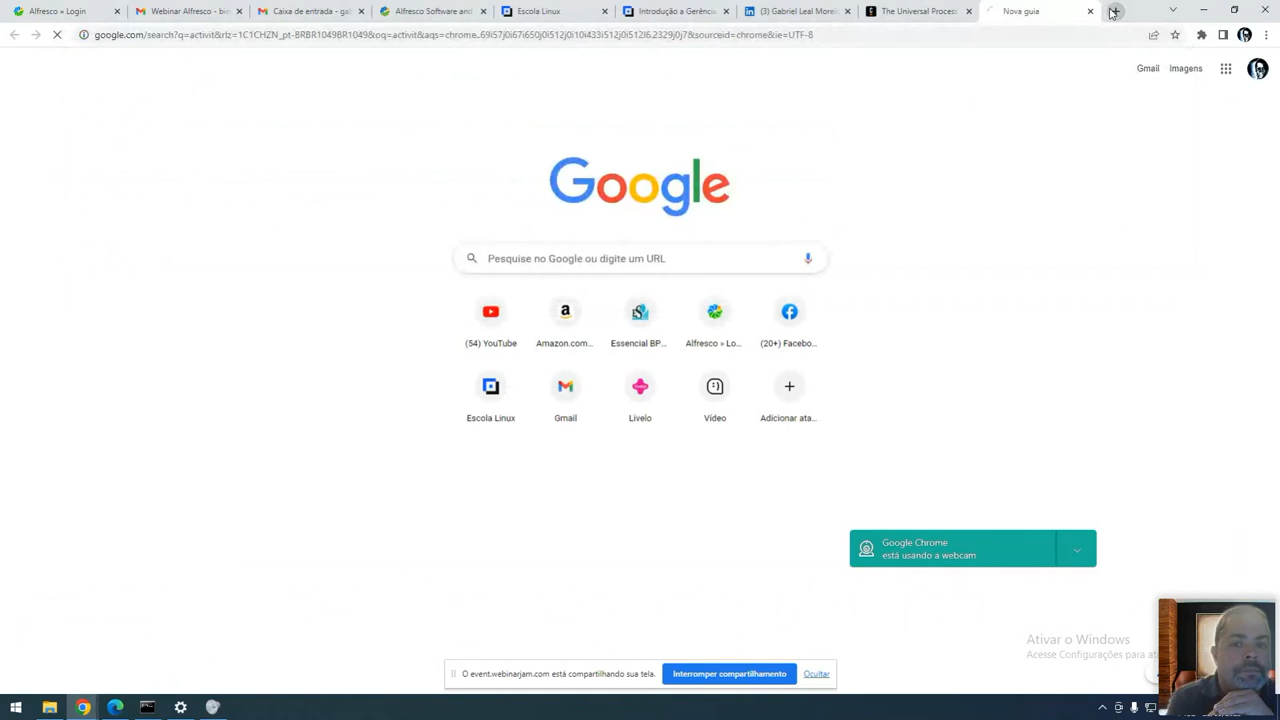 Alfresco » Login
Webinar Alfresco - bie
Caixa de entrada - gal
Alfresco Software and
Escola Linux
Introdução a Gerência
(3) Gabriel Leal Morei
The Universal Process
Nova guia
google.com/search?q=activit&rlz=1C1CHZN_pt-BRBR1049BR1049&oq=activit&aqs=chrome..69i57j0i67i650j0i512j0i10i433i512j0i512l6.2329j0j7&sourceid=chrome&ie=UTF-8
Gmail
Imagens
Google
Pesquise no Google ou digite um URL
(54) YouTube
Amazon.com...
Essencial BP...
Alfresco » Lo...
(20+) Facebo...
Escola Linux
Gmail
Livelo
Vídeo
Adicionar ata...
Google Chrome
está usando a webcam
Ativar o Windows
Acesse Configurações para at
O event.webinarjam.com está compartilhando sua tela.
Interromper compartilhamento
Ocultar